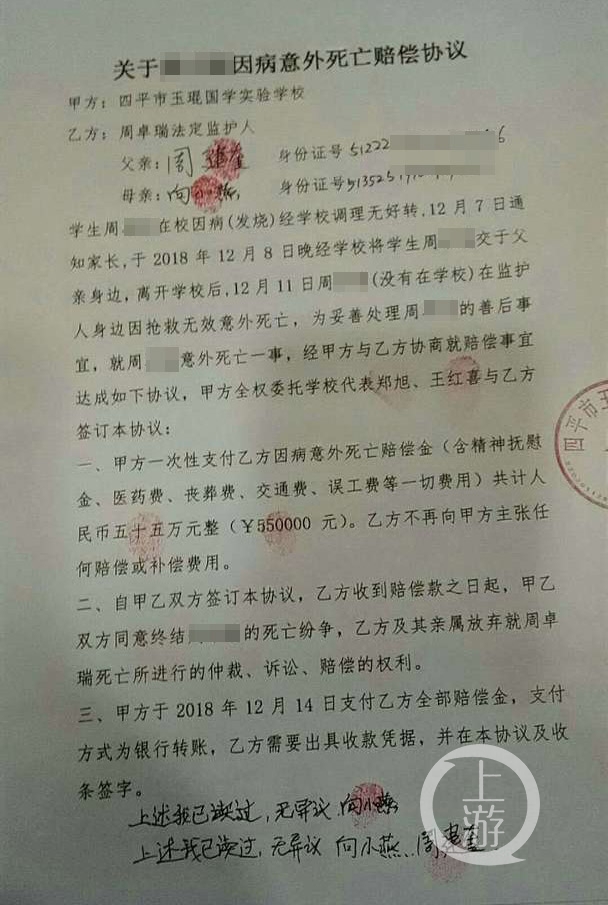 关于因病意外死亡赔偿协议
甲方：四平市玉琨国学实验学校
乙方：周卓瑞法定监护人
父亲：周建奎 身份证号 51222 6
母亲：向小燕 身份证号
学生周 在校因病(发烧)经学校调理无好转,12月7日通
知家长,于2018年12月8日晚经学校将学生周 交于父
亲身边,离开学校后,12月11日周 (没有在学校)在监护
人身边因抢救无效意外死亡，为妥善处理周 的善后事
宜，就周 意外死亡一事，经甲方与乙方协商就赔偿事宜
达成如下协议，甲方全权委托学校代表郑旭、王红喜与乙方
签订本协议：
一、甲方一次性支付乙方因病意外死亡赔偿金（含精神抚慰
金、医药费、丧葬费、交通费、误工费等一切费用）共计人
民币五十五万元整（￥550000 元）。乙方不再向甲方主张任
何赔偿或补偿费用。
二、自甲乙双方签订本协议，乙方收到赔偿款之日起，甲乙
双方同意终结 的死亡纷争，乙方及其亲属放弃就周卓
瑞死亡所进行的仲裁、诉讼、赔偿的权利。
三、甲方于 2018 年 12 月 14 日支付乙方全部赔偿金，支付
方式为银行转账，乙方需要出具收款凭据，并在本协议及收
条签字。
上述我已读过，无异议 向小燕
上述我已读过，无异议 向小燕 周建奎
四平市玉
上游